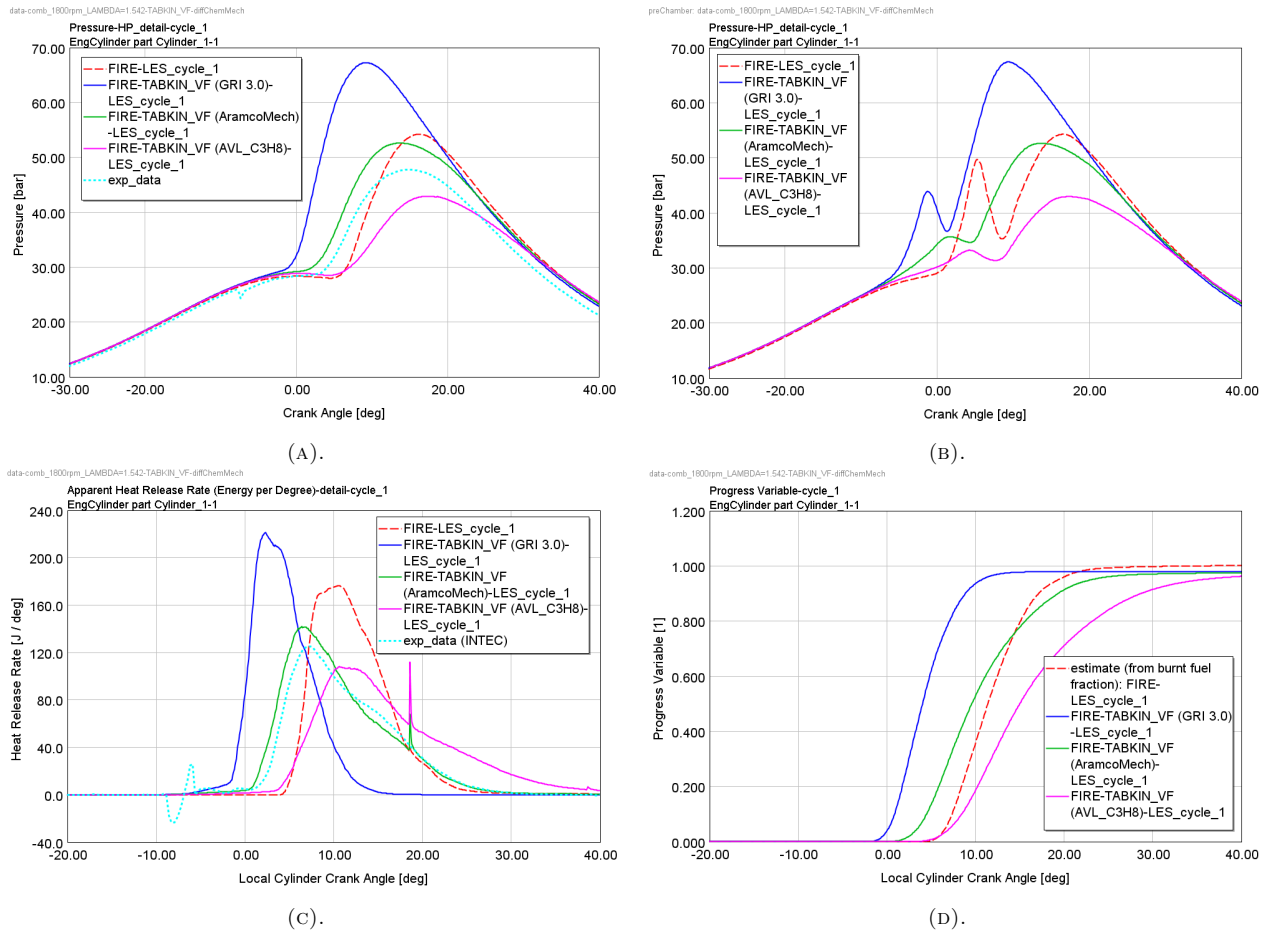 data-comb_1800rpm_LAMBDA=1.542-TABKIN_VF-diffChemMech
Pressure-HP_detail-cycle_1
EngCylinder part Cylinder_1-1
70.00
60.00
50.00
40.00
30.00
20.00
10.00
Pressure [bar]
FIRE-LES_cycle_1
FIRE-TABKIN_VF (GRI 3.0)-
LES_cycle_1
FIRE-TABKIN_VF (AramcoMech)
-LES_cycle_1
FIRE-TABKIN_VF (AVL_C3H8)-
LES_cycle_1
exp_data
-30.00 -20.00 0.00 20.00 40.00
Crank Angle [deg]
(A).
preChamber: data-comb_1800rpm_LAMBDA=1.542-TABKIN_VF-diffChemMech
Pressure-HP_detail-cycle_1
EngCylinder part Cylinder_1-1
70.00
60.00
50.00
40.00
30.00
20.00
10.00
Pressure [bar]
FIRE-LES_cycle_1
FIRE-TABKIN_VF
(GRI 3.0)-
LES_cycle_1
FIRE-TABKIN_VF
(AramcoMech)-
LES_cycle_1
FIRE-TABKIN_VF
(AVL_C3H8)-
LES_cycle_1
-30.00 -20.00 0.00 20.00 40.00
Crank Angle [deg]
(B).
data-comb_1800rpm_LAMBDA=1.542-TABKIN_VF-diffChemMech
Apparent Heat Release Rate (Energy per Degree)-detail-cycle_1
EngCylinder part Cylinder_1-1
240.0
200.0
160.0
120.0
80.0
40.0
0.0
-40.0
Heat Release Rate [J / deg]
FIRE-LES_cycle_1
FIRE-TABKIN_VF (GRI 3.0)-
LES_cycle_1
FIRE-TABKIN_VF
(AramcoMech)-LES_cycle_1
FIRE-TABKIN_VF (AVL_C3H8)-
LES_cycle_1
exp_data (INTEC)
-20.00 -10.00 0.00 10.00 20.00 30.00 40.00
Local Cylinder Crank Angle [deg]
(C).
data-comb_1800rpm_LAMBDA=1.542-TABKIN_VF-diffChemMech
Progress Variable-cycle_1
EngCylinder part Cylinder_1-1
1.200
1.000
0.800
0.600
0.400
0.200
0.000
Progress Variable [1]
estimate (from burnt fuel
fraction): FIRE-
LES_cycle_1
FIRE-TABKIN_VF (GRI 3.0)
-LES_cycle_1
FIRE-TABKIN_VF
(AramcoMech)-
LES_cycle_1
FIRE-TABKIN_VF
(AVL_C3H8)-LES_cycle_1
-20.00 -10.00 0.00 10.00 20.00 30.00 40.00
Local Cylinder Crank Angle [deg]
(D).